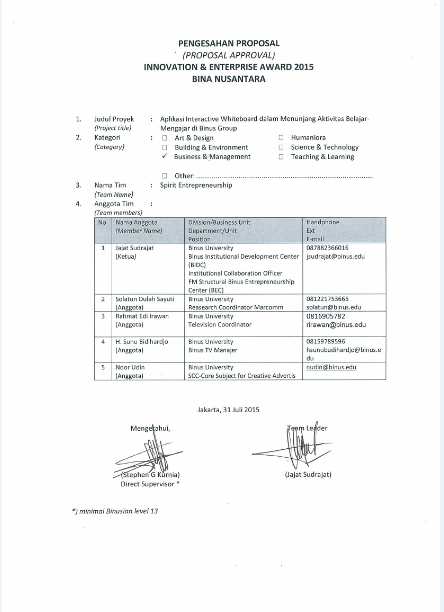 PENGESAHAN PROPOSAL
(PROPOSAL APPROVAL)
INNOVATION & ENTERPRISE AWARD 2015
BINA NUSANTARA
1. Judul Proyek : Aplikasi Interactive Whiteboard dalam Menunjang Aktivitas Belajar-
(Project title) Mengajar di Binus Group
2. Kategori : □ Art & Design □ Humaniora
(Category) □ Building & Environment □ Science & Technology
✓ Business & Management □ Teaching & Learning
□ Other: ....................................................................
3. Nama Tim : Spirit Entrepreneurship
(Team Name)
4. Anggota Tim :
(Team members)
No Nama Anggota Division/Business Unit Handphone
(Member Name) Department/Unit Ext
Position E-mail
1 Jajat Sudrajat Binus University 087882366016
(Ketua) Binus Institutional Development Center jsudrajat@binus.edu
(BIDC)
Institutional Collaboration Officer
FM Structural Binus Entrepreneurship
Center (BEC)
2 Solatun Dulah Sayuti Binus University 081221753665
(Anggota) Reasearch Coordinator Marcomm solatun@binus.edu
3 Rahmat Edi Irawan Binus University 0816905782
(Anggota) Television Coordinator rirawan@binus.edu
4 H. Sunu Bidihardjo Binus University 08159789596
(Anggota) Binus TV Manajer hsunubudihardjo@binus.e
du
5 Noor Udin Binus University nudin@binus.edu
(Anggota) SCC-Core Subject for Creative Advertis
Jakarta, 31 Juli 2015
Mengetahui, Team Leader
(Stephen G Kurnia) (Jajat Sudrajat)
Direct Supervisor *
*) minimal Binusian level 13